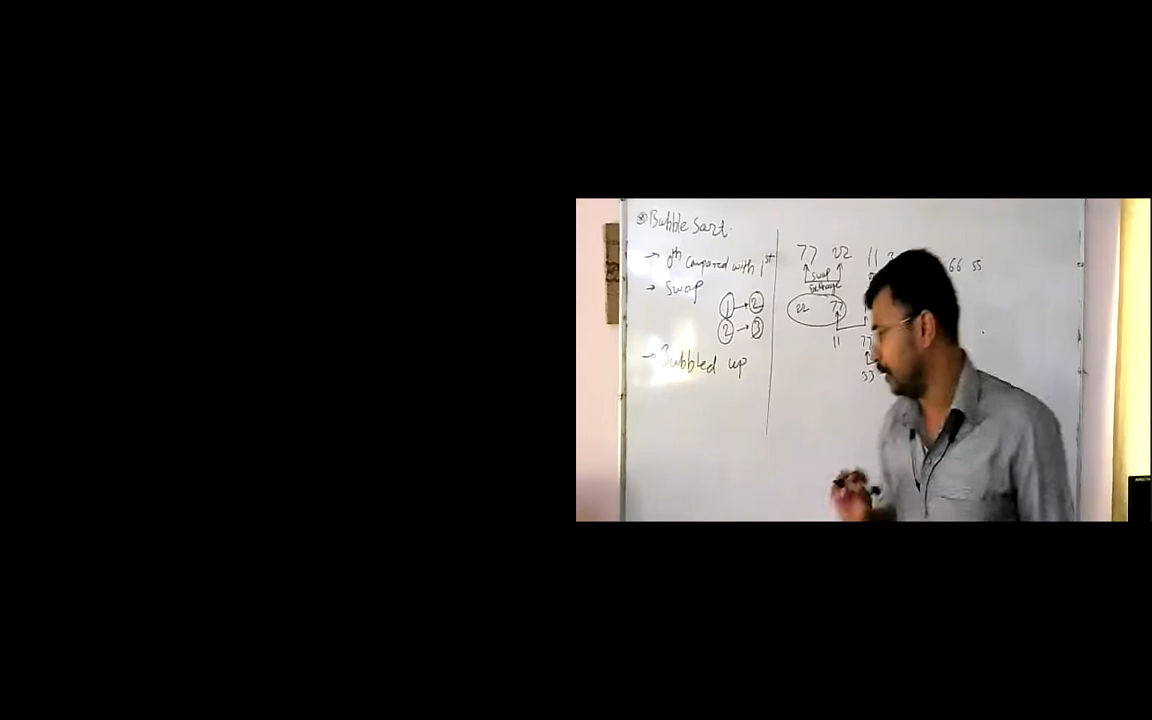 Bubble Sort
→ 0th Compared with 1st
→ Swap
1 → 2
2 → 3
→ Bubbled up
77 22 11 66 55
Swap
22 77
11 77
33